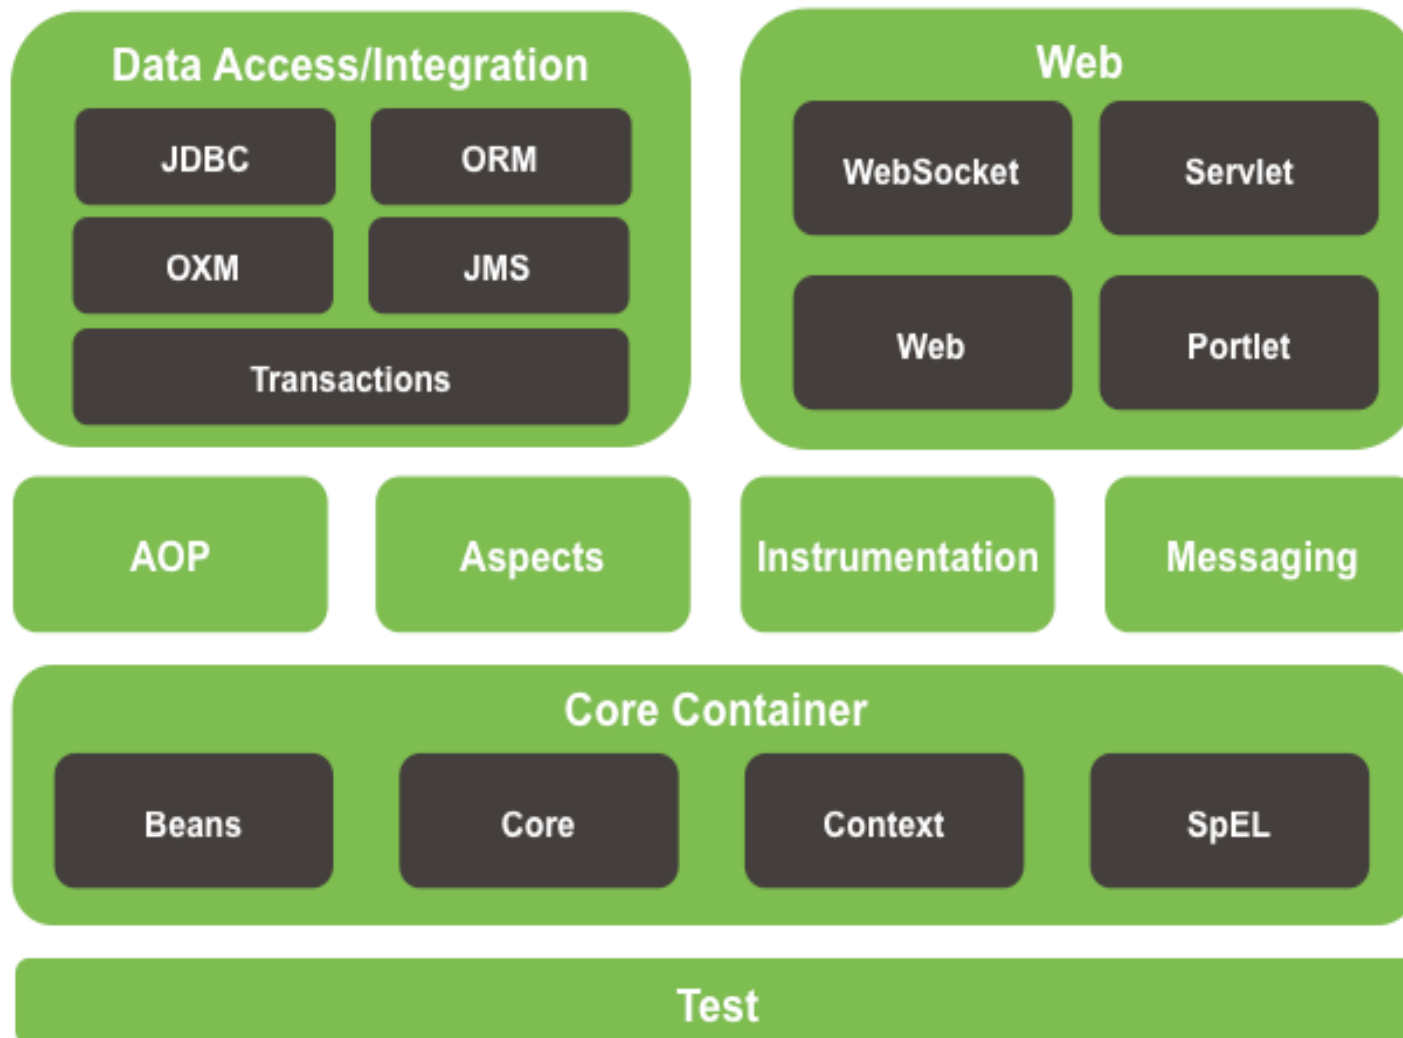 Data Access/Integration
JDBC
ORM
OXM
JMS
Transactions
Web
WebSocket
Servlet
Web
Portlet
AOP
Aspects
Instrumentation
Messaging
Core Container
Beans
Core
Context
SpEL
Test